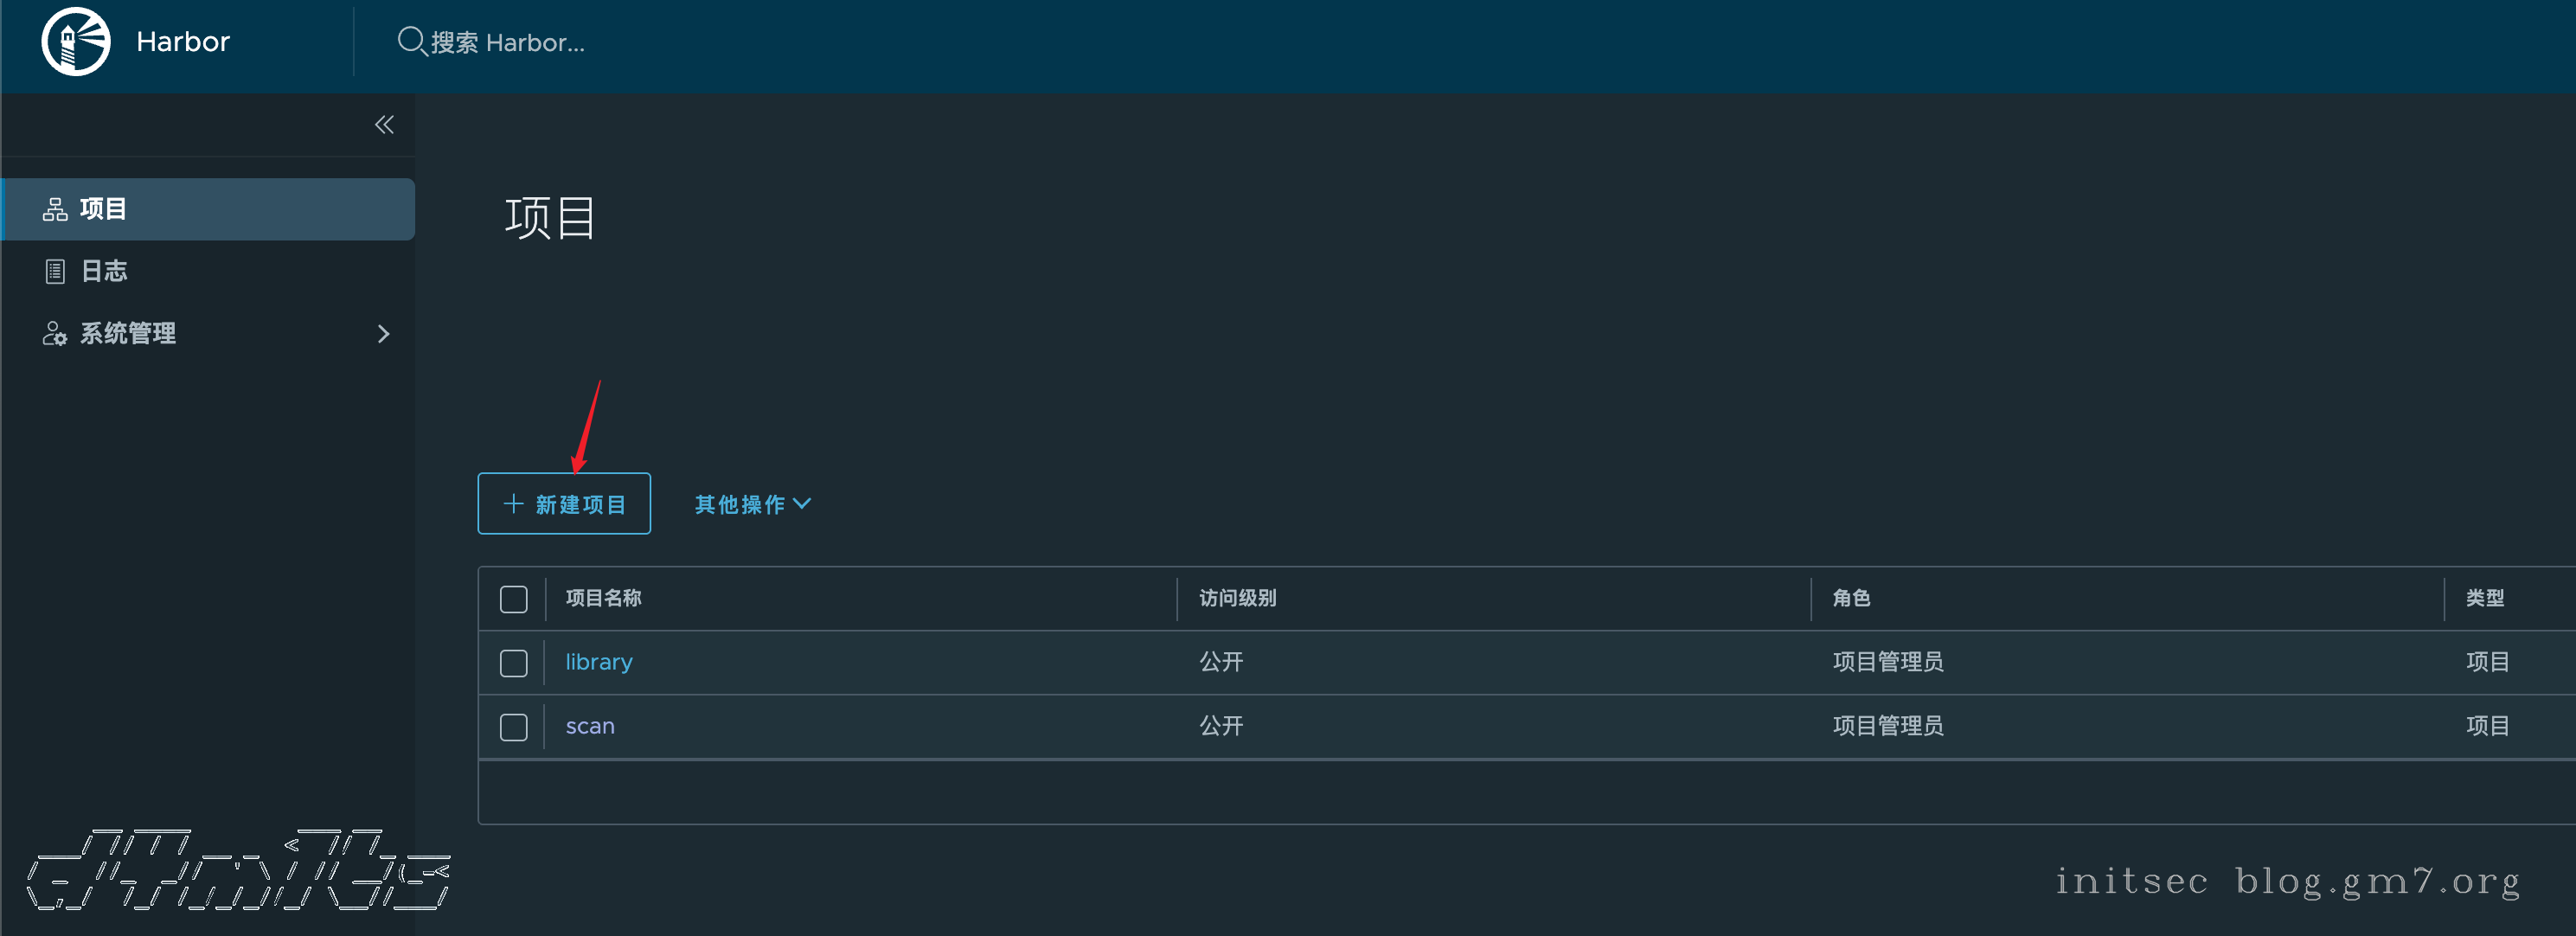 Harbor
搜索 Harbor...
项目
日志
系统管理
项目
新建项目
其他操作
项目名称 访问级别 角色 类型
library 公开 项目管理员 项目
scan 公开 项目管理员 项目
initsec blog.gm7.org